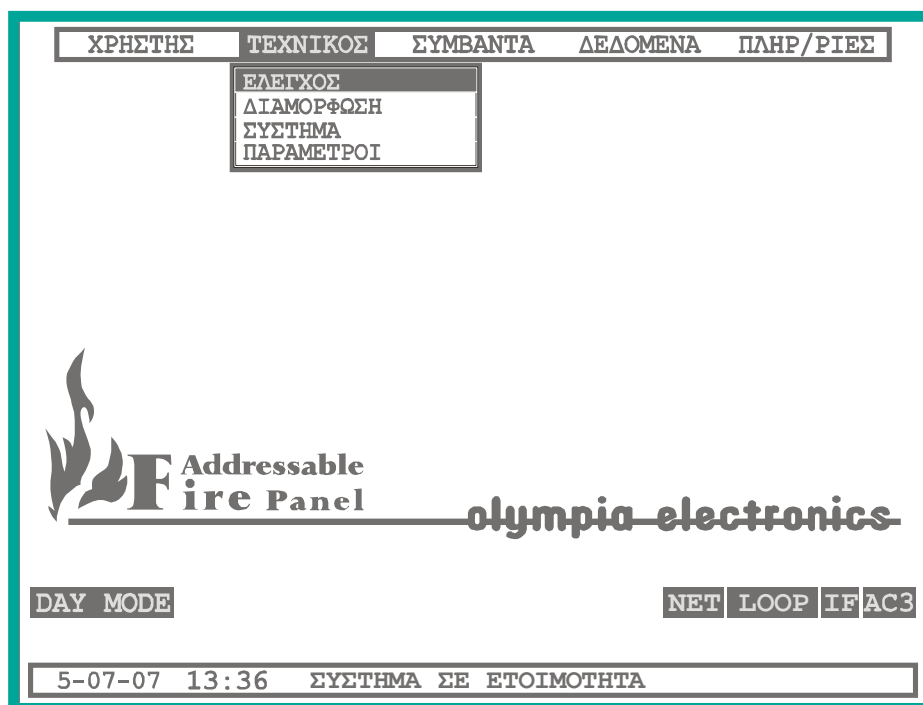 ΧΡΗΣΤΗΣ ΤΕΧΝΙΚΟΣ ΣΥΜΒΑΝΤΑ ΔΕΔΟΜΕΝΑ ΠΛΗΡ/ΡΙΕΣ
ΕΛΕΓΧΟΣ
ΔΙΑΜΟΡΦΩΣΗ
ΣΥΣΤΗΜΑ
ΠΑΡΑΜΕΤΡΟΙ
Addressable
Fire Panel
olympia electronics
DAY MODE NET LOOP IF AC3
5-07-07 13:36 ΣΥΣΤΗΜΑ ΣΕ ΕΤΟΙΜΟΤΗΤΑ